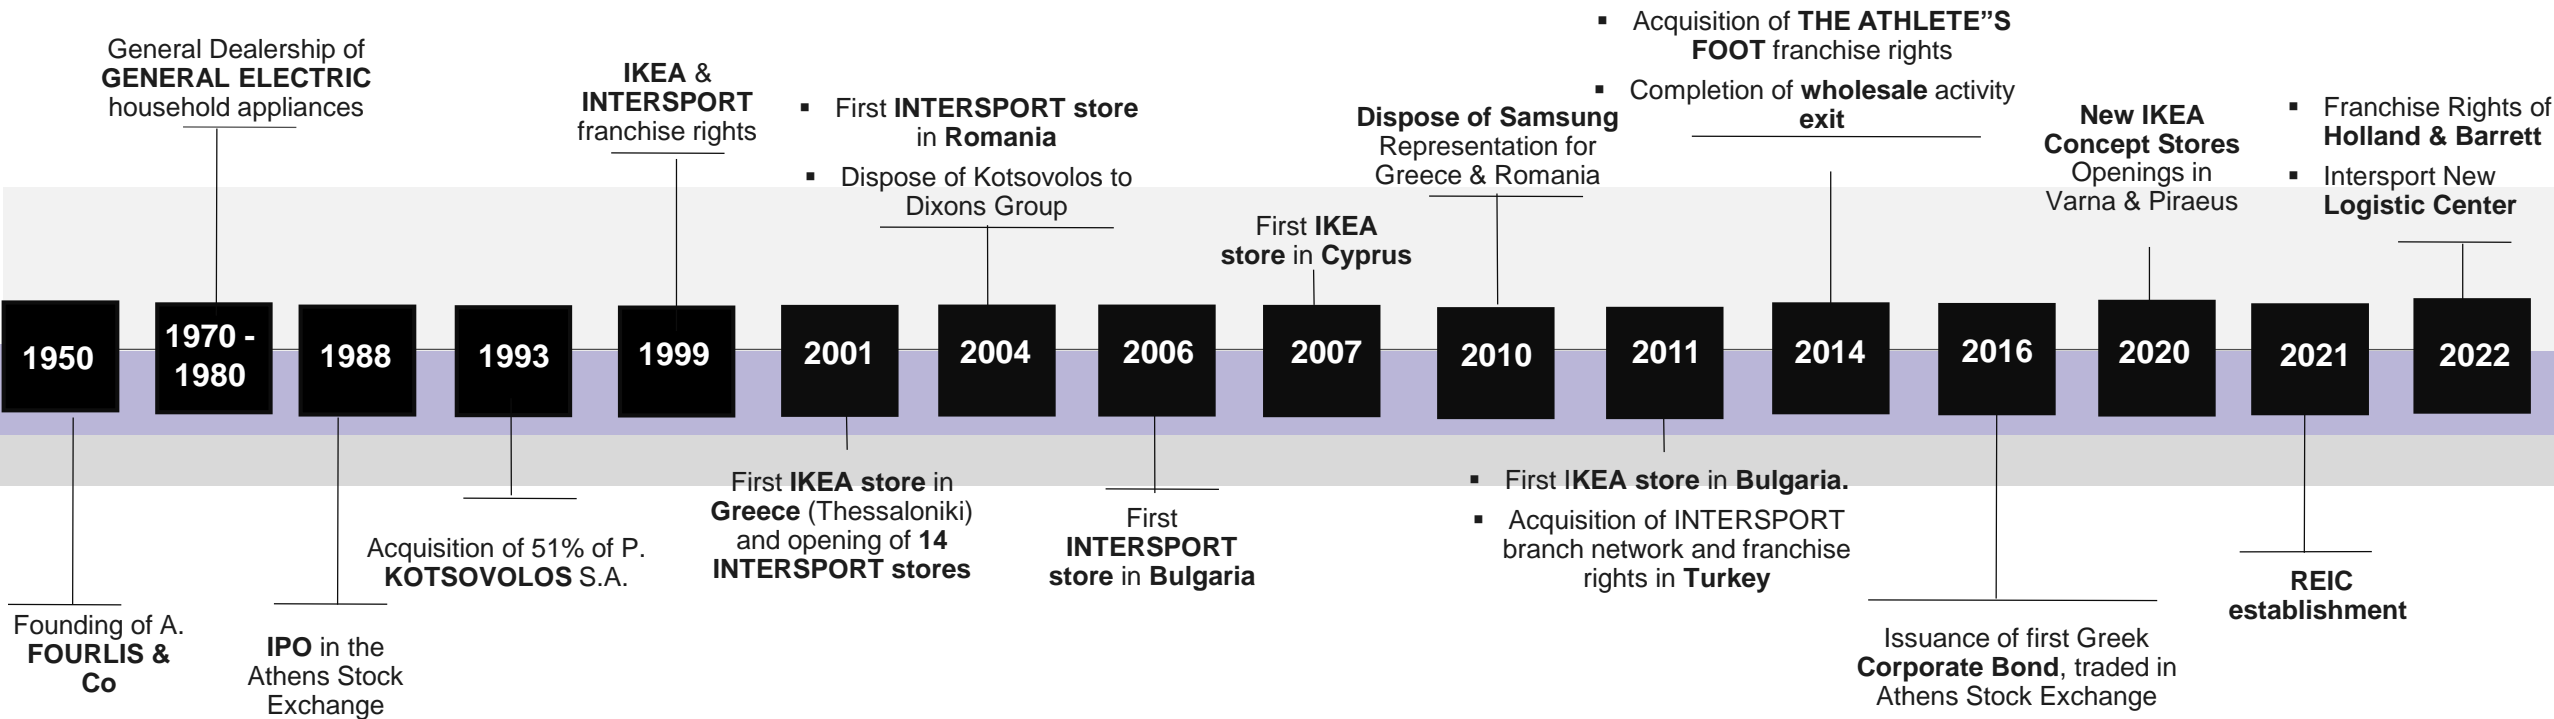 General Dealership of
GENERAL ELECTRIC
household appliances
IKEA &
INTERSPORT
franchise rights
▪ First INTERSPORT store
in Romania
▪ Dispose of Kotsovolos to
Dixons Group
First IKEA
store in Cyprus
Dispose of Samsung
Representation for
Greece & Romania
▪ Acquisition of THE ATHLETE"S
FOOT franchise rights
▪ Completion of wholesale activity
exit
New IKEA
Concept Stores
Openings in
Varna & Piraeus
▪ Franchise Rights of
Holland & Barrett
▪ Intersport New
Logistic Center
1950
1970 -
1980
1988
1993
1999
2001
2004
2006
2007
2010
2011
2014
2016
2020
2021
2022
Founding of A.
FOURLIS &
Co
IPO in the
Athens Stock
Exchange
Acquisition of 51% of P.
KOTSOVOLOS S.A.
First IKEA store in
Greece (Thessaloniki)
and opening of 14
INTERSPORT stores
First
INTERSPORT
store in Bulgaria
▪ First IKEA store in Bulgaria.
▪ Acquisition of INTERSPORT
branch network and franchise
rights in Turkey
Issuance of first Greek
Corporate Bond, traded in
Athens Stock Exchange
REIC
establishment